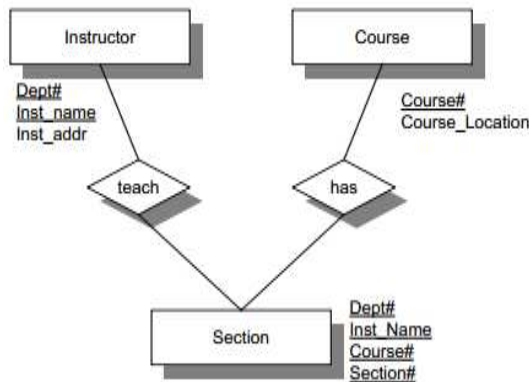 Instructor
Course
Dept#
Inst_name
Inst_addr
Course#
Course_Location
teach
has
Section
Dept#
Inst_Name
Course#
Section#